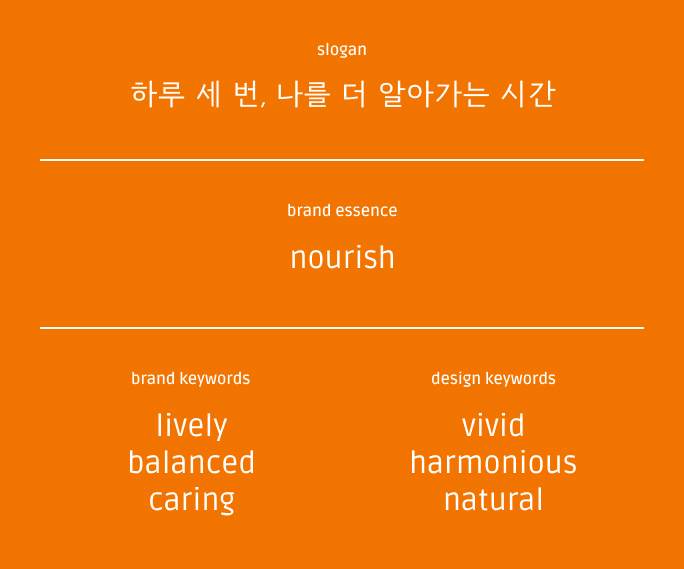 slogan
하루 세 번, 나를 더 알아가는 시간
brand essence
nourish
brand keywords
lively
balanced
caring
design keywords
vivid
harmonious
natural